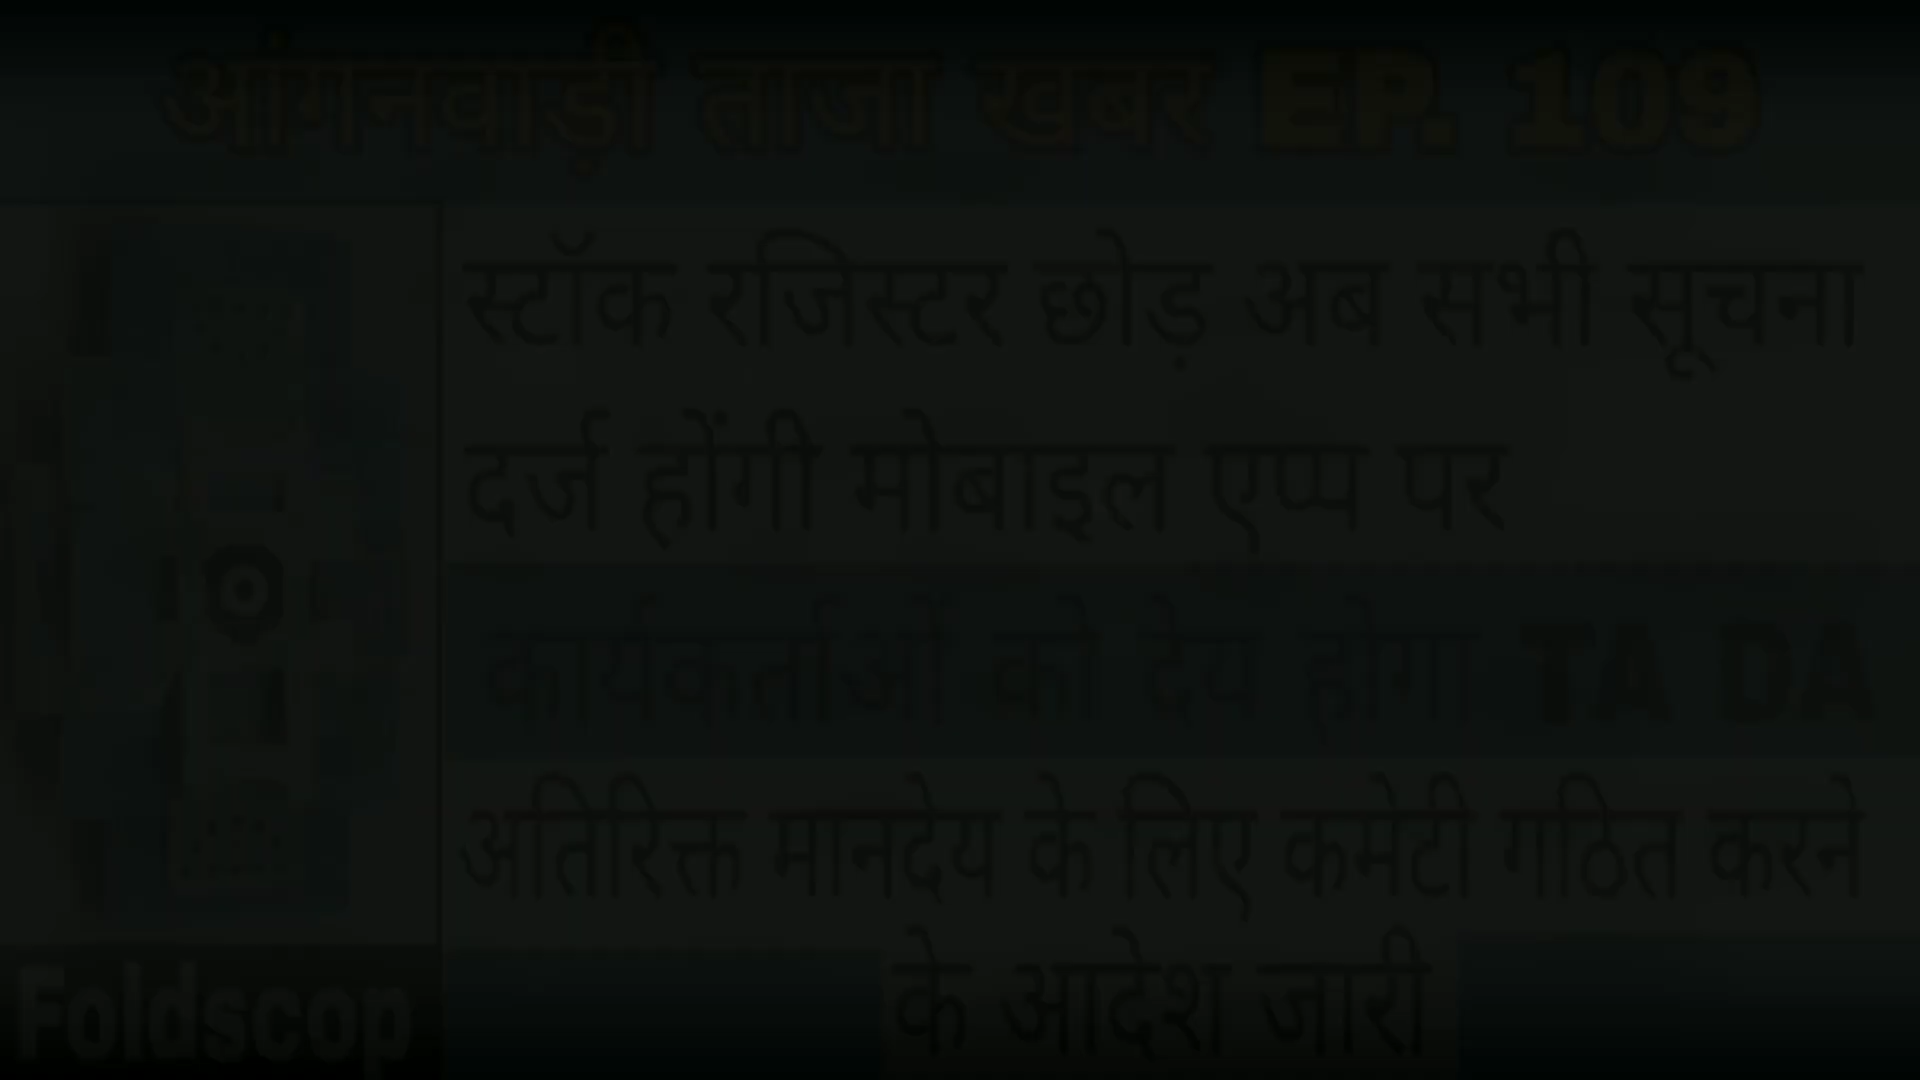 आंगनवाड़ी ताजा खबर EP. 109
स्टॉक रजिस्टर छोड़ अब सभी सूचना
दर्ज होंगी मोबाइल एप्प पर
कार्यकर्ताओं को देय होगा TA DA
अतिरिक्त मानदेय के लिए कमेटी गठित करने
के आदेश जारी
Foldscop